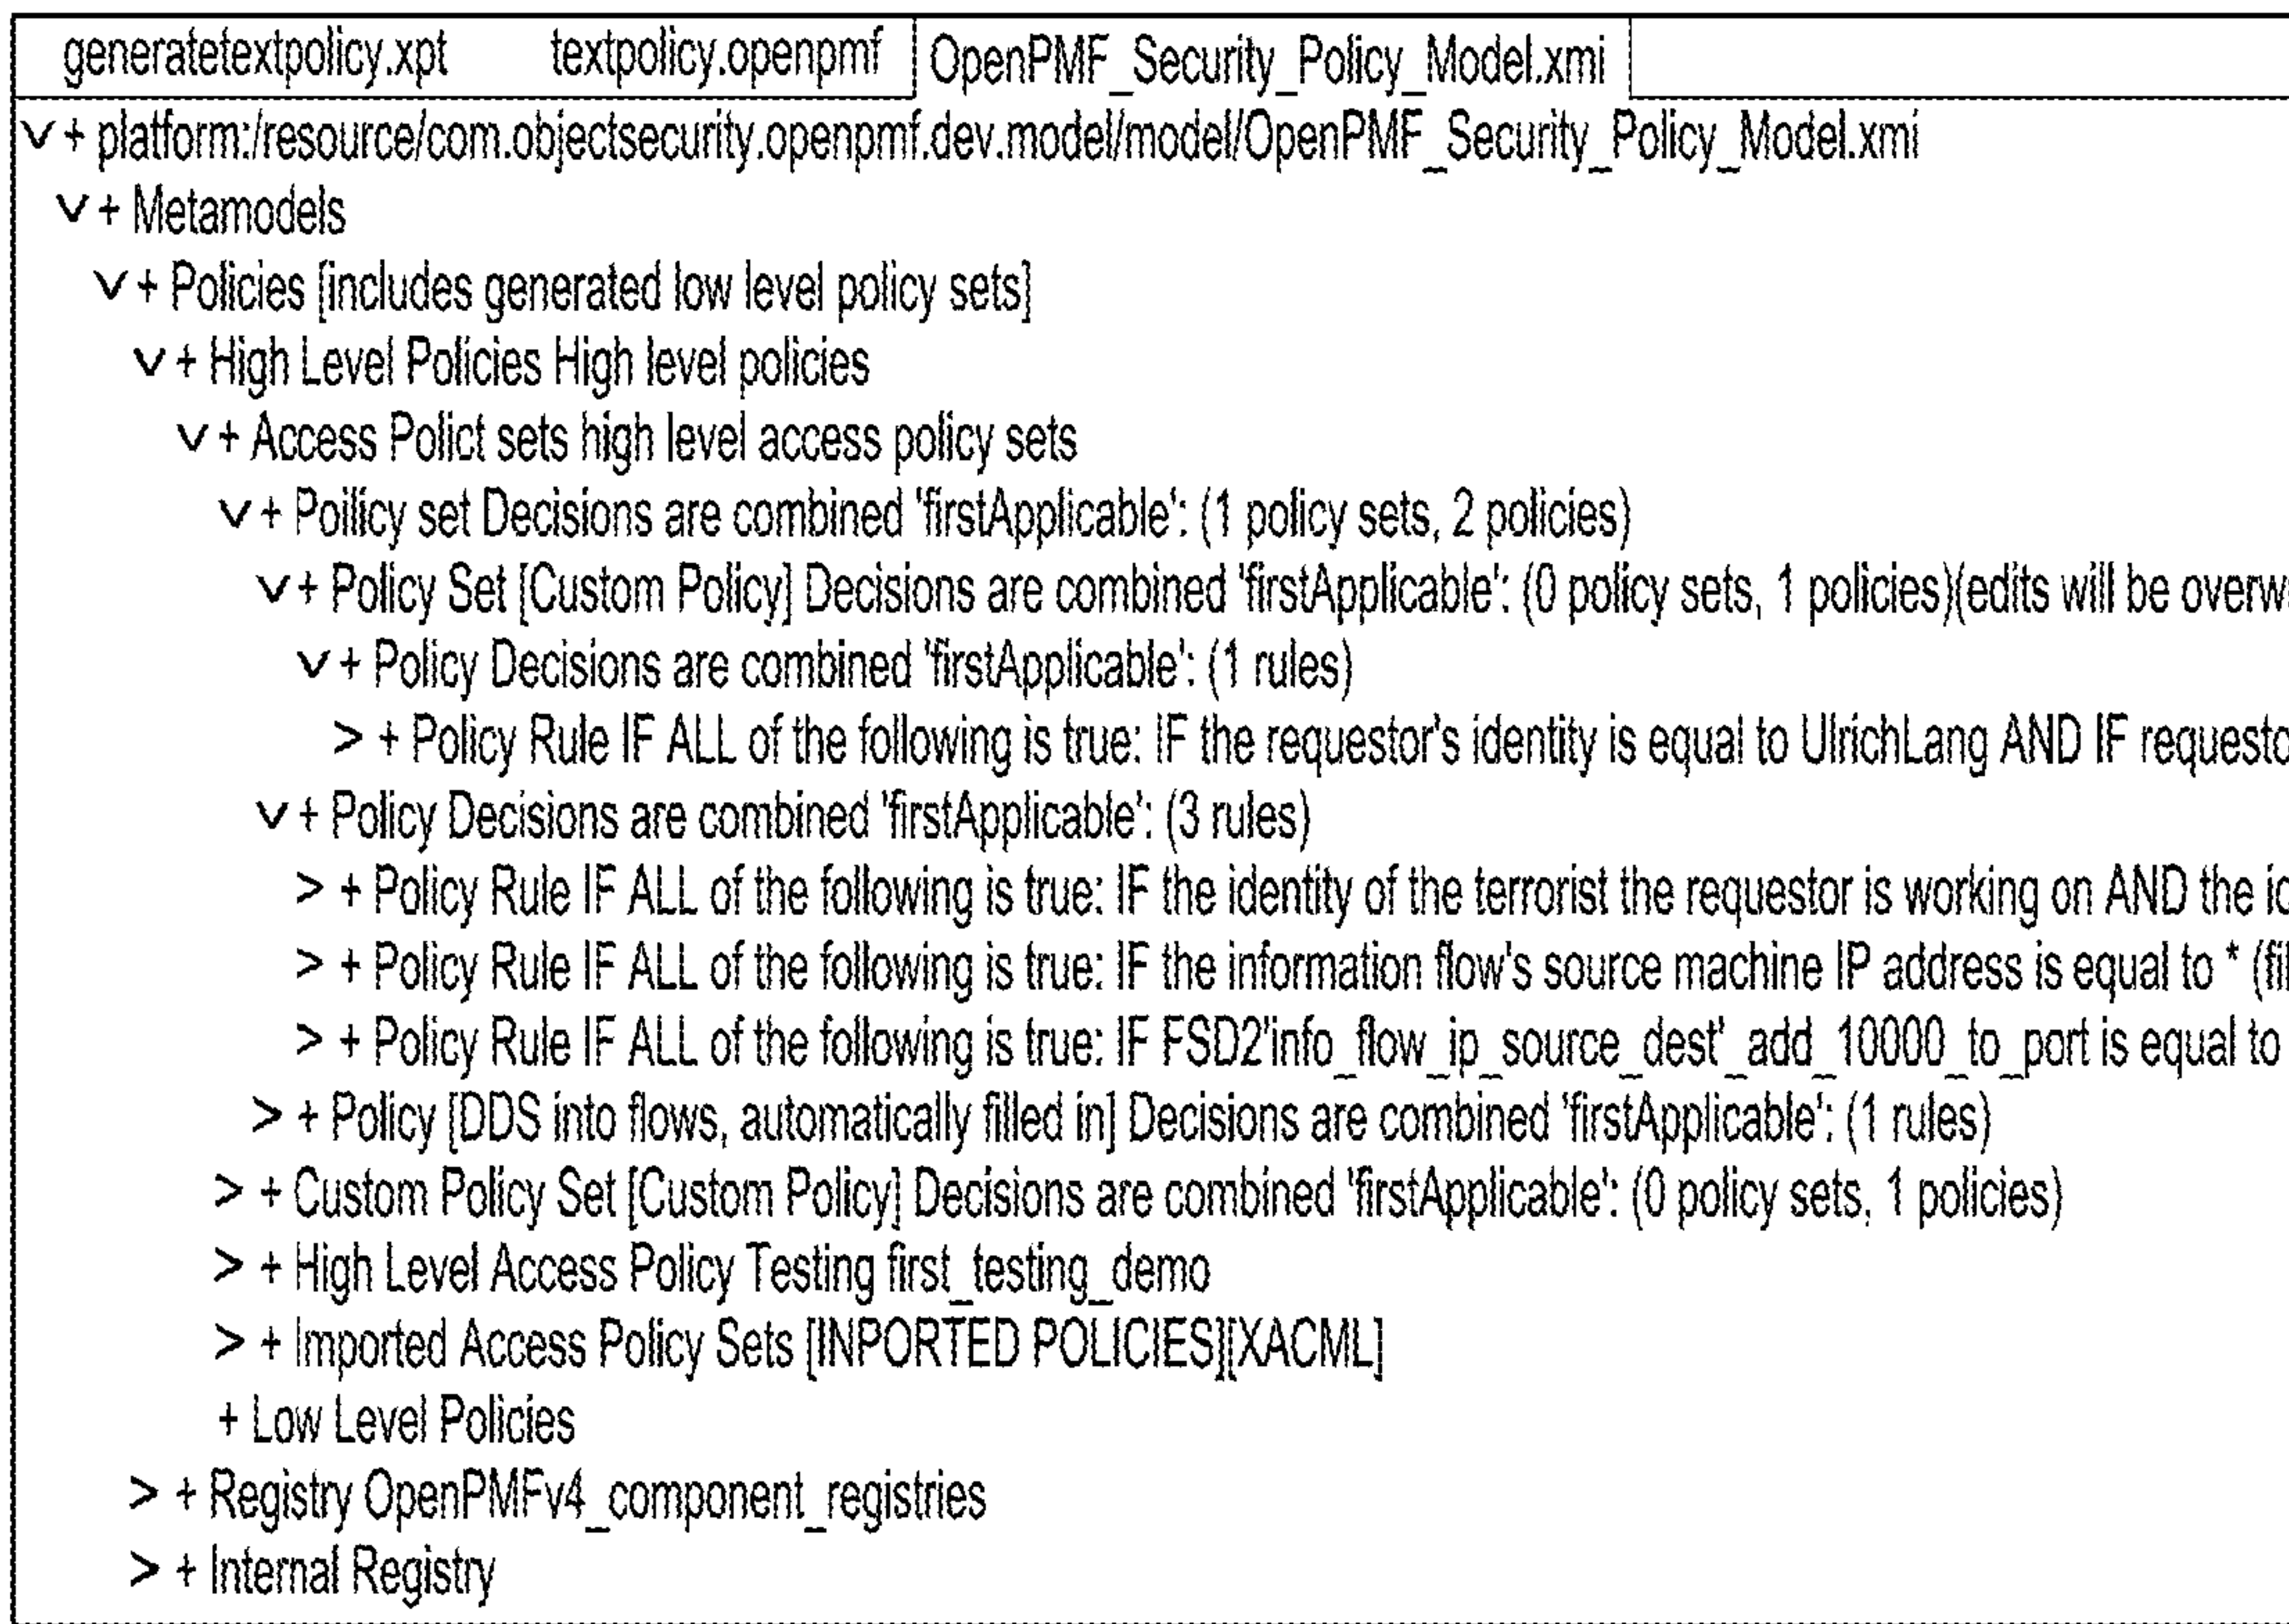 generatetextpolicy.xpt textpolicy.openpmf OpenPMF_Security_Policy_Model.xmi
v + platform:/resource/com.objectsecurity.openpmf.dev.model/model/OpenPMF_Security_Policy_Model.xmi
v + Metamodels
v + Policies [includes generated low level policy sets]
v + High Level Policies High level policies
v + Access Polict sets high level access policy sets
v + Poilicy set Decisions are combined 'firstApplicable': (1 policy sets, 2 policies)
v + Policy Set [Custom Policy] Decisions are combined 'firstApplicable': (0 policy sets, 1 policies)(edits will be overw
v + Policy Decisions are combined 'firstApplicable': (1 rules)
> + Policy Rule IF ALL of the following is true: IF the requestor's identity is equal to UlrichLang AND IF requesto
v + Policy Decisions are combined 'firstApplicable': (3 rules)
> + Policy Rule IF ALL of the following is true: IF the identity of the terrorist the requestor is working on AND the
> + Policy Rule IF ALL of the following is true: IF the information flow's source machine IP address is equal to * (fil
> + Policy Rule IF ALL of the following is true: IF FSD2'info_flow_ip_source_dest'_add_10000_to_port is equal to
> + Policy [DDS into flows, automatically filled in] Decisions are combined 'firstApplicable': (1 rules)
> + Custom Policy Set [Custom Policy] Decisions are combined 'firstApplicable': (0 policy sets, 1 policies)
> + High Level Access Policy Testing first_testing_demo
> + Imported Access Policy Sets [INPORTED POLICIES][XACML]
+ Low Level Policies
> + Registry OpenPMFv4_component_registries
> + Internal Registry